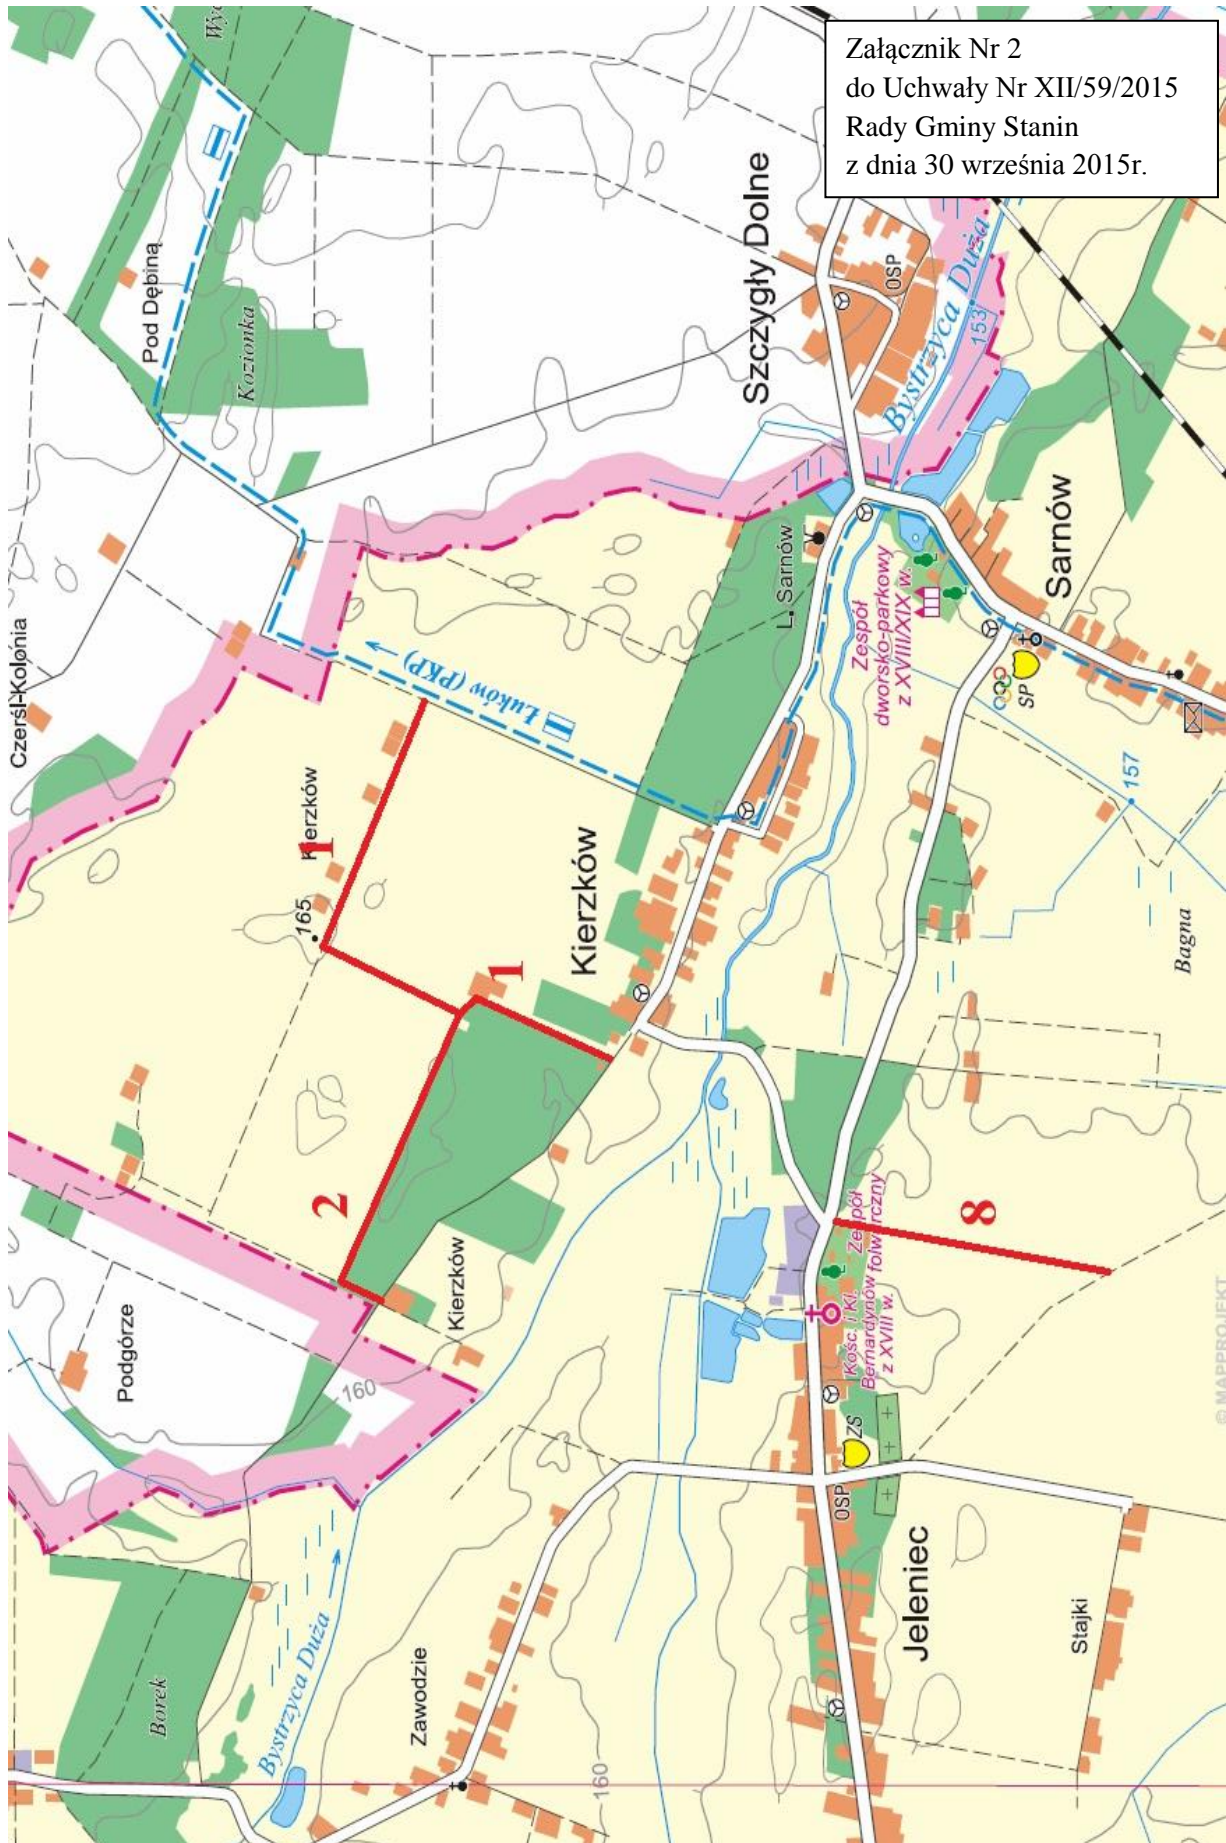 Załącznik Nr 2
do Uchwały Nr XII/59/2015
Rady Gminy Stanin
z dnia 30 września 2015r.
Pod Dębiną
Kozionka
Szczygły Dolne
OSP
Bystrzyca Duża
153
Czerśl-Kolonia
Łuków (PKP)
L. Sarnów
Zespół
dworsko-parkowy
z XVIII/XIX w.
Sarnów
SP
157
Bagna
Kierzków
1
165
1
Kierzków
2
Kierzków
8
Zespół
folwarczny
Kośc. i Kl.
Bernardynów
z XVIII w.
ZS
OSP
Jeleniec
Stajki
Podgórze
160
Borek
Bystrzyca Duża
Zawodzie
160
© MAPPROJEKT